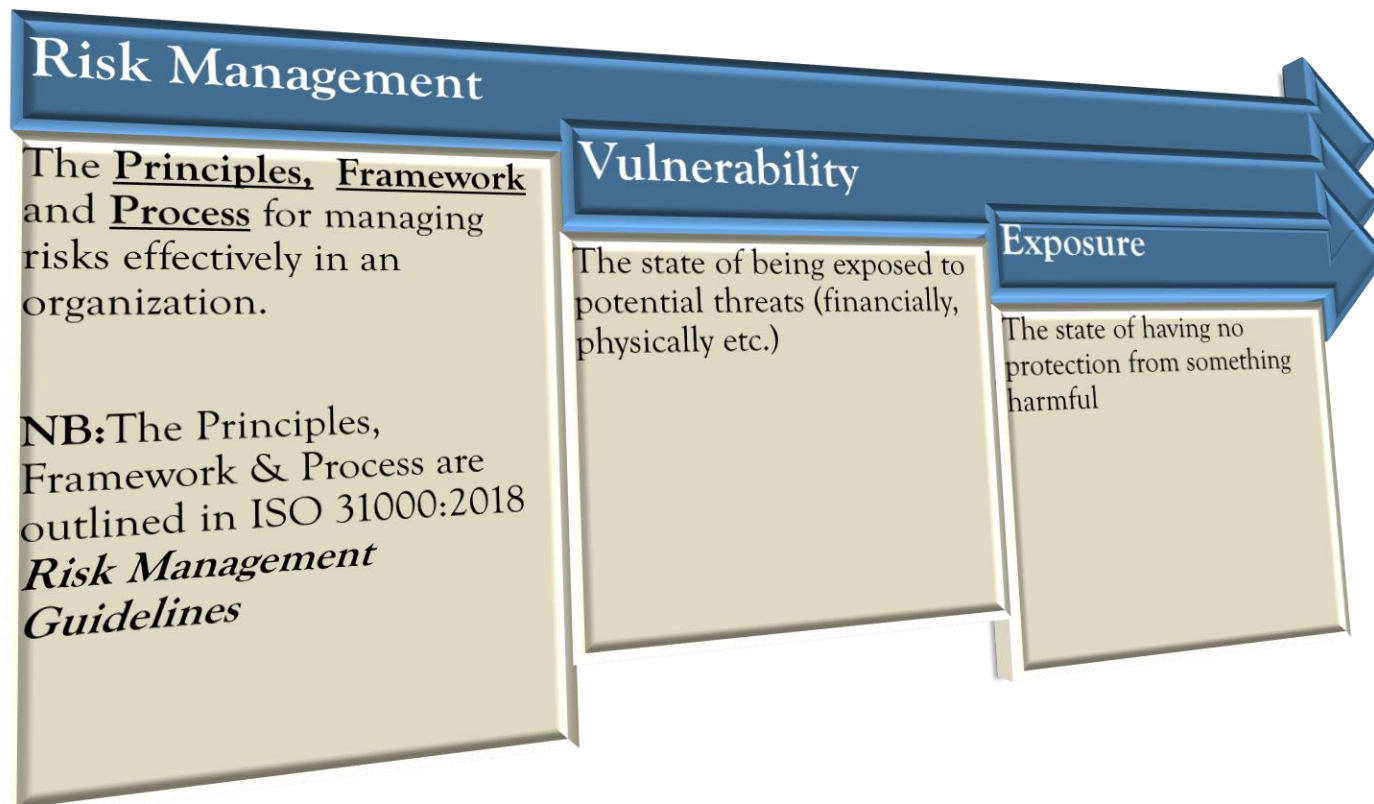 Risk Management
The Principles, Framework
and Process for managing
risks effectively in an
organization.
NB:The Principles,
Framework & Process are
outlined in ISO 31000:2018
Risk Management
Guidelines
Vulnerability
The state of being exposed to
potential threats (financially,
physically etc.)
Exposure
The state of having no
protection from something
harmful